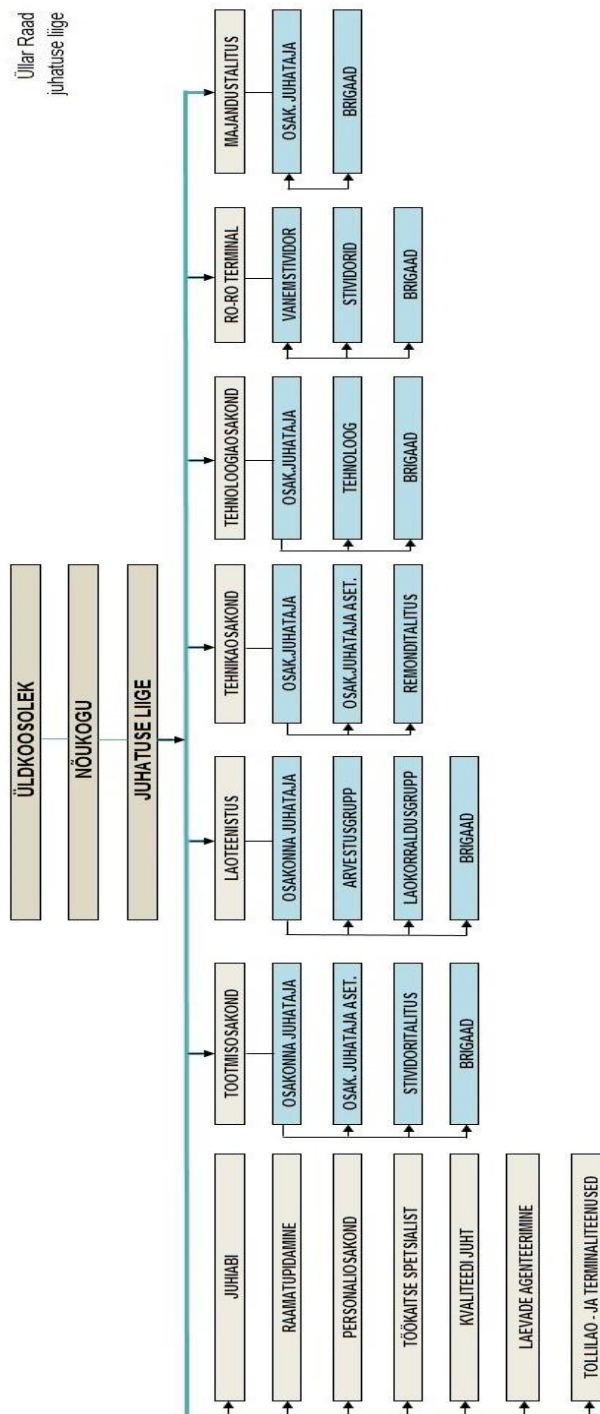 Üllar Raad
juhatuse liige
ÜLDKOOSOLEK
NÕUKOGU
JUHATUSE LIIGE
JUHIABI
RAAMATUPIDAMINE
PERSONALIOSAKOND
TÖÖKAITSE SPETSIALIST
KVALITEEDI JUHT
LAEVADE AGENTEERIMINE
TOLLILAO - JA TERMINALITEENUSED
TOOTMISOSAKOND
OSAKONNA JUHATAJA
OSAK. JUHATAJA ASET.
STIVIDORITALITUS
BRIGAAD
LAOTEENISTUS
OSAKONNA JUHATAJA
ARVESTUSGRUPP
LAOKORRALDUSGRUPP
BRIGAAD
TEHNIKAOSAKOND
OSAK.JUHATAJA
OSAK.JUHATAJA ASET.
REMONDITALITUS
TEHNOLOOGIAOSAKOND
OSAK.JUHATAJA
TEHNOLOOG
BRIGAAD
RO-RO TERMINAL
VANEMSTIVIDOR
STIVIDORID
BRIGAAD
MAJANDUSTALITUS
OSAK. JUHATAJA
BRIGAAD